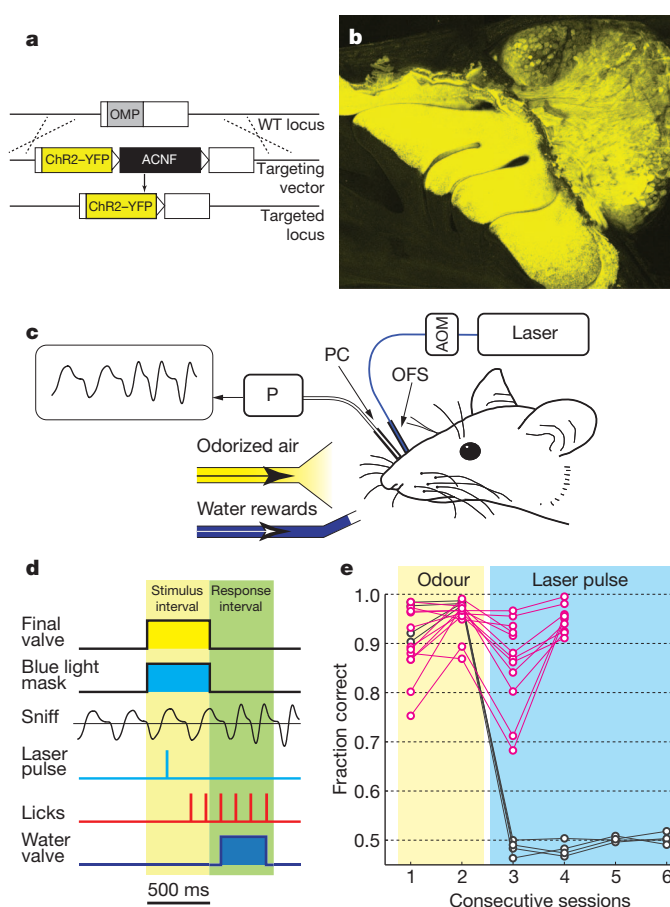 a
OMP
WT locus
ChR2–YFP
ACNF
Targeting
vector
ChR2–YFP
Targeted
locus
b
c
P
PC
AOM
Laser
OFS
Odorized air
Water rewards
d
Stimulus
interval
Response
interval
Final
valve
Blue light
mask
Sniff
Laser
pulse
Licks
Water
valve
500 ms
e
Odour
Laser pulse
Fraction correct
1.0
0.9
0.8
0.7
0.6
0.5
1 2 3 4 5 6
Consecutive sessions